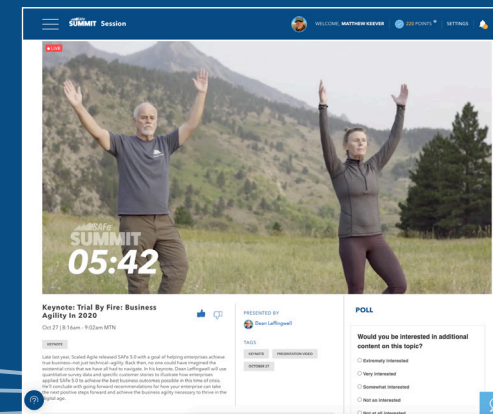 SAFe
SUMMIT Session
WELCOME, MATTHEW KEEVER
220 POINTS
SETTINGS
LIVE
SAFe
SUMMIT
05:42
Keynote: Trial By Fire: Business
Agility In 2020
Oct 27 | 8:16am - 9:02am MTN
KEYNOTE
Late last year, Scaled Agile released SAFe 5.0 with a goal of helping enterprises achieve
true business-not just technical-agility. Back then, no one could have imagined the
existential crisis that we have all had to navigate. In his keynote, Dean Leffingwell will use
quantitative survey data and specific customer stories to illustrate how enterprises
applied SAFe 5.0 to achieve the best business outcomes possible in this time of crisis.
He'll conclude with going forward recommendations for how your enterprise can take
the next positive steps forward and achieve the business agility necessary to thrive in the
digital age.
PRESENTED BY
Dean Leffingwell
TAGS
KEYNOTE PRESENTATION VIDEO
OCTOBER 27
POLL
Would you be interested in additional
content on this topic?
Extremely interested
Very interested
Somewhat interested
Not so interested
Not at all interested